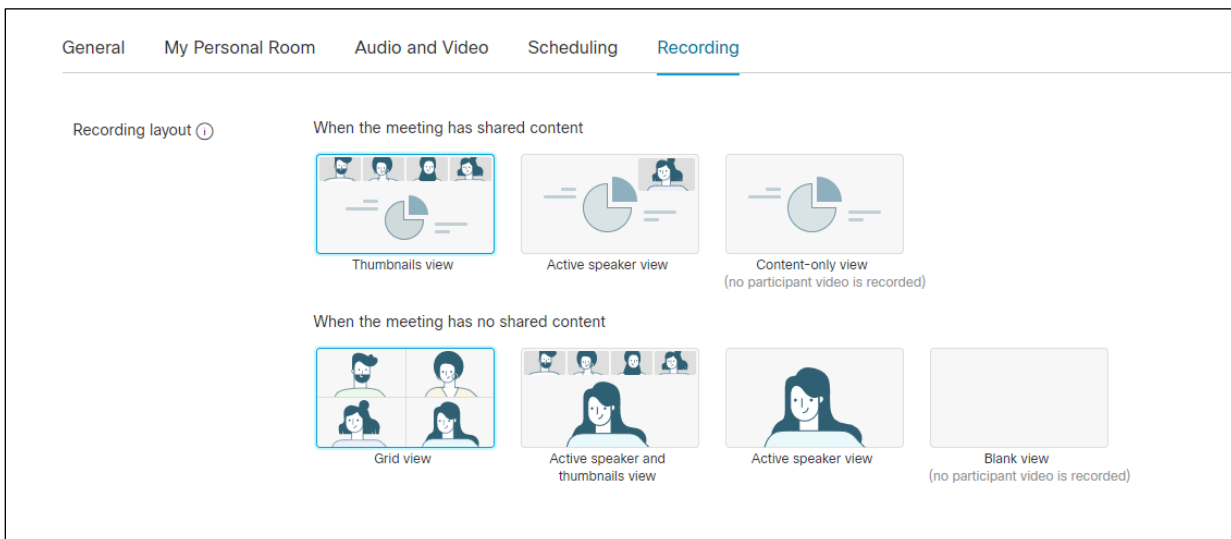 General My Personal Room Audio and Video Scheduling Recording
Recording layout
When the meeting has shared content
Thumbnails view
Active speaker view
Content-only view
(no participant video is recorded)
When the meeting has no shared content
Grid view
Active speaker and
thumbnails view
Active speaker view
Blank view
(no participant video is recorded)